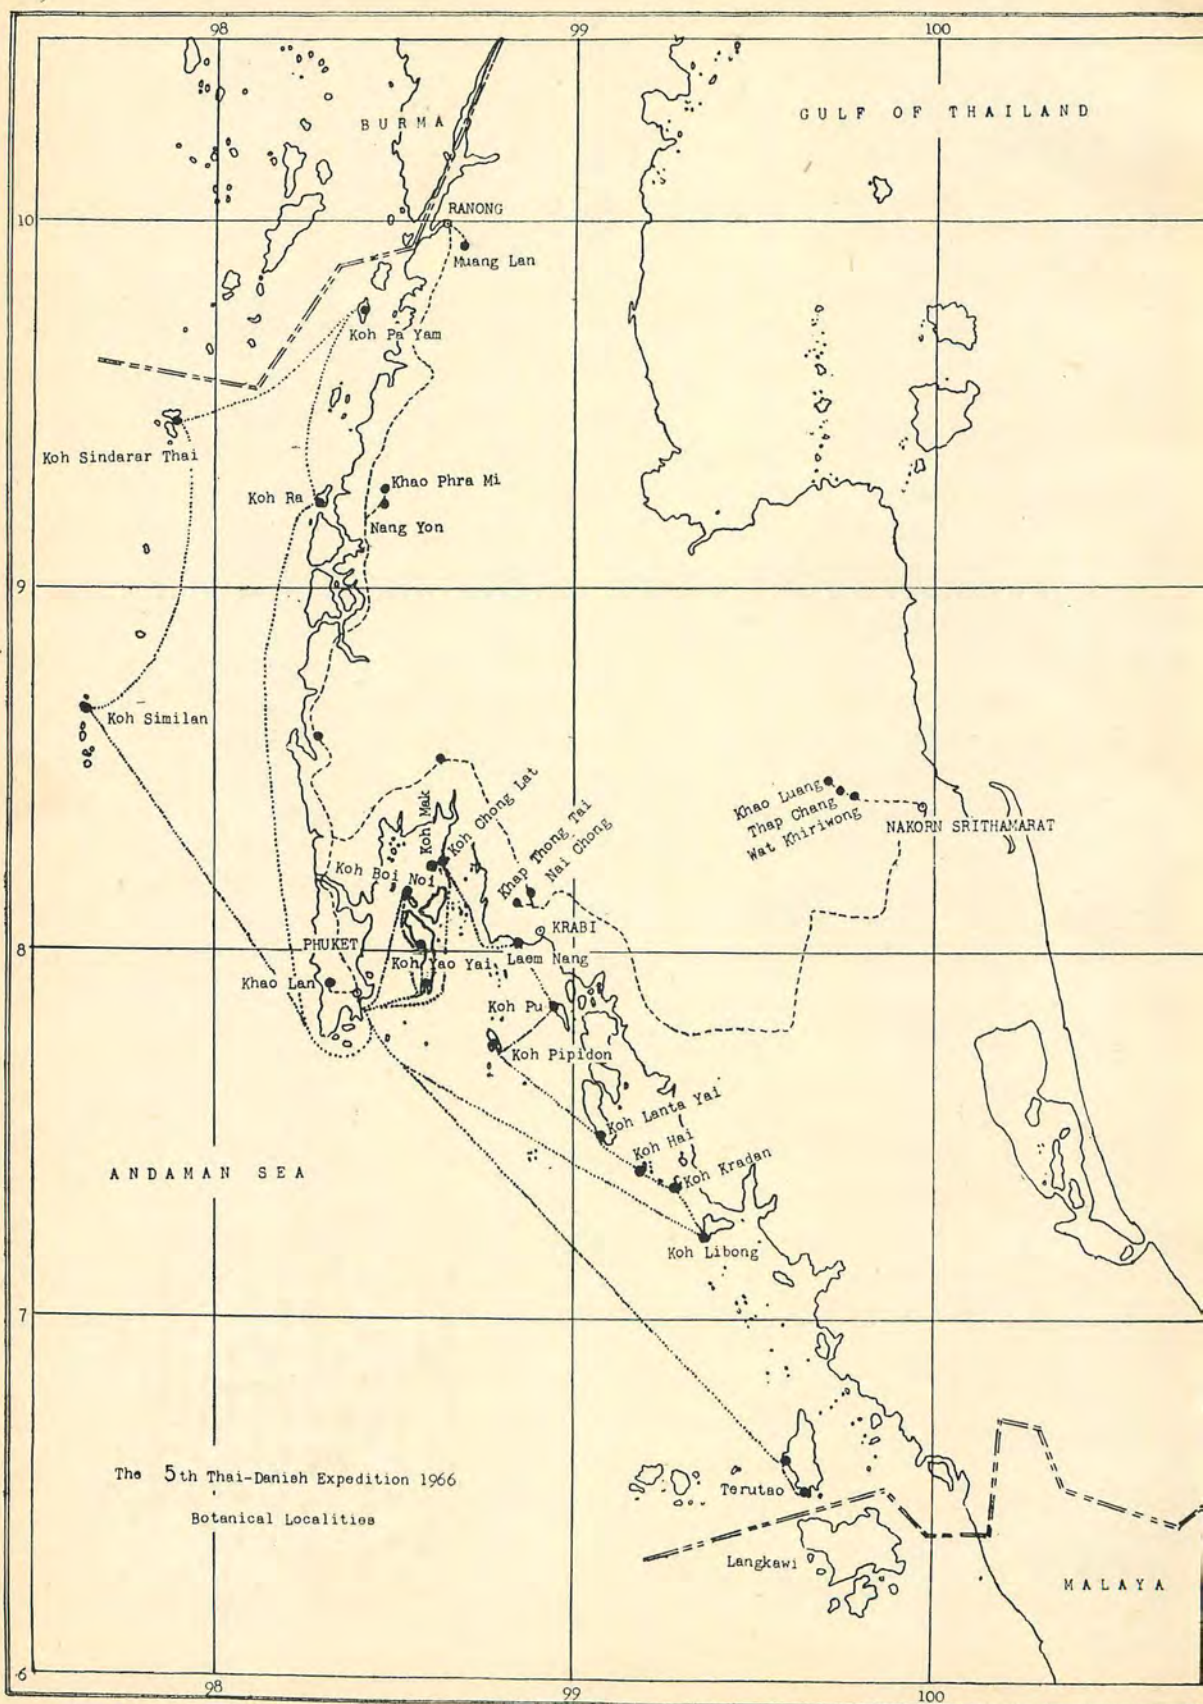 98 99 100
BURMA
GULF OF THAILAND
10
RANONG
Muang Lan
Koh Pa Yam
Koh Sindarar Thai
Koh Ra
Khao Phra Mi
Nang Yon
9
Koh Similan
Koh Mak
Koh Chong Lat
Koh Boi Noi
Khap Thong Tai
Nai Chong
Khao Luang
Thap Chang
Wat Khiriwong
NAKORN SRITHAMARAT
KRABI
8
PHUKET
Khao Lan
Koh Yao Yai
Laem Nang
Koh Pu
Koh Pipidon
Koh Lanta Yai
Koh Hai
Koh Kradan
ANDAMAN SEA
Koh Libong
7
The 5th Thai-Danish Expedition 1966
Botanical Localities
Terutao
Langkawi
MALAYA
6
98 99 100